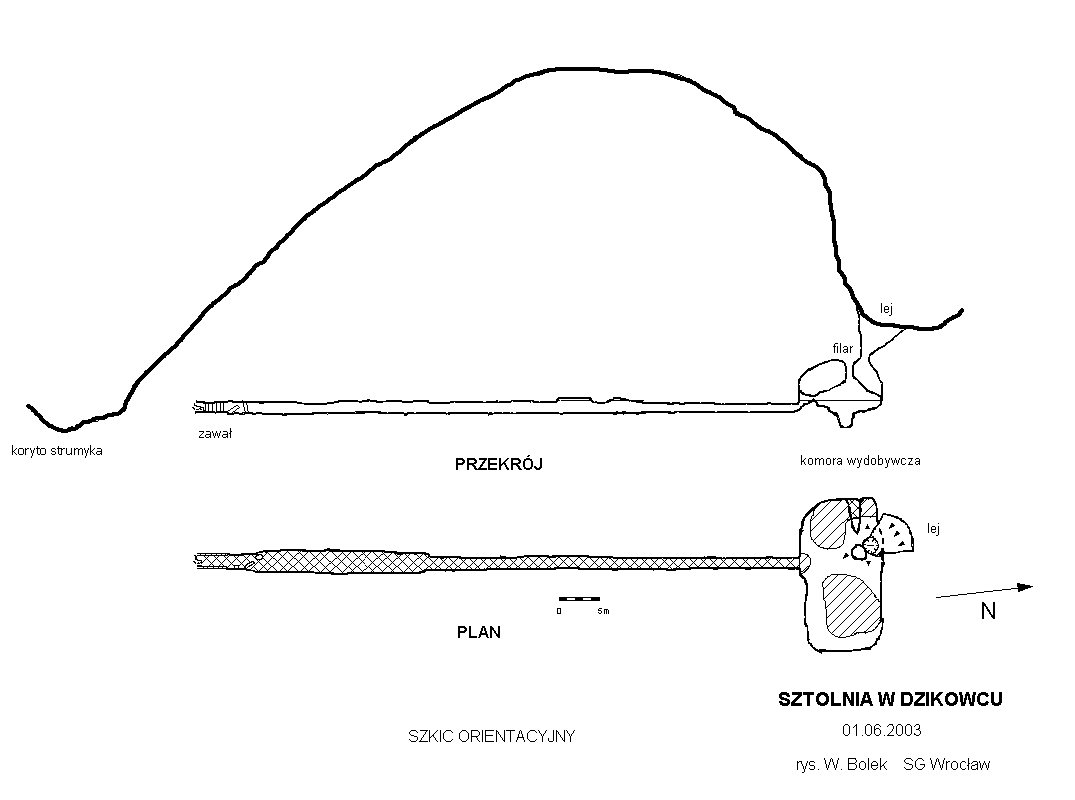 lej
filar
zawał
koryto strumyka
PRZEKRÓJ
komora wydobywcza
lej
0 5m
N
PLAN
SZTOLNIA W DZIKOWCU
SZKIC ORIENTACYJNY
01.06.2003
rys. W. Bolek SG Wrocław